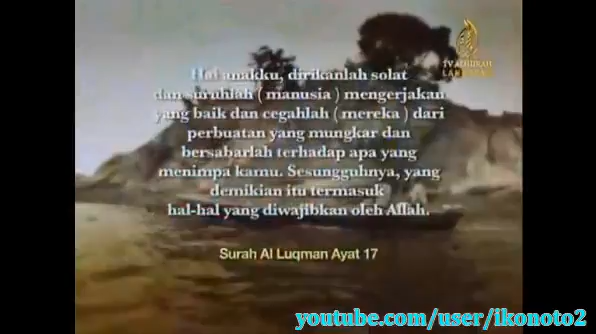 TV ALHIJRAH
Hai anakku, dirikanlah solat
dan suruhlah ( manusia ) mengerjakan
yang baik dan cegahlah ( mereka ) dari
perbuatan yang mungkar dan
bersabarlah terhadap apa yang
menimpa kamu. Sesungguhnya, yang
demikian itu termasuk
hal-hal yang diwajibkan oleh Allah.
Surah Al Luqman Ayat 17
youtube.com/user/ikonoto2